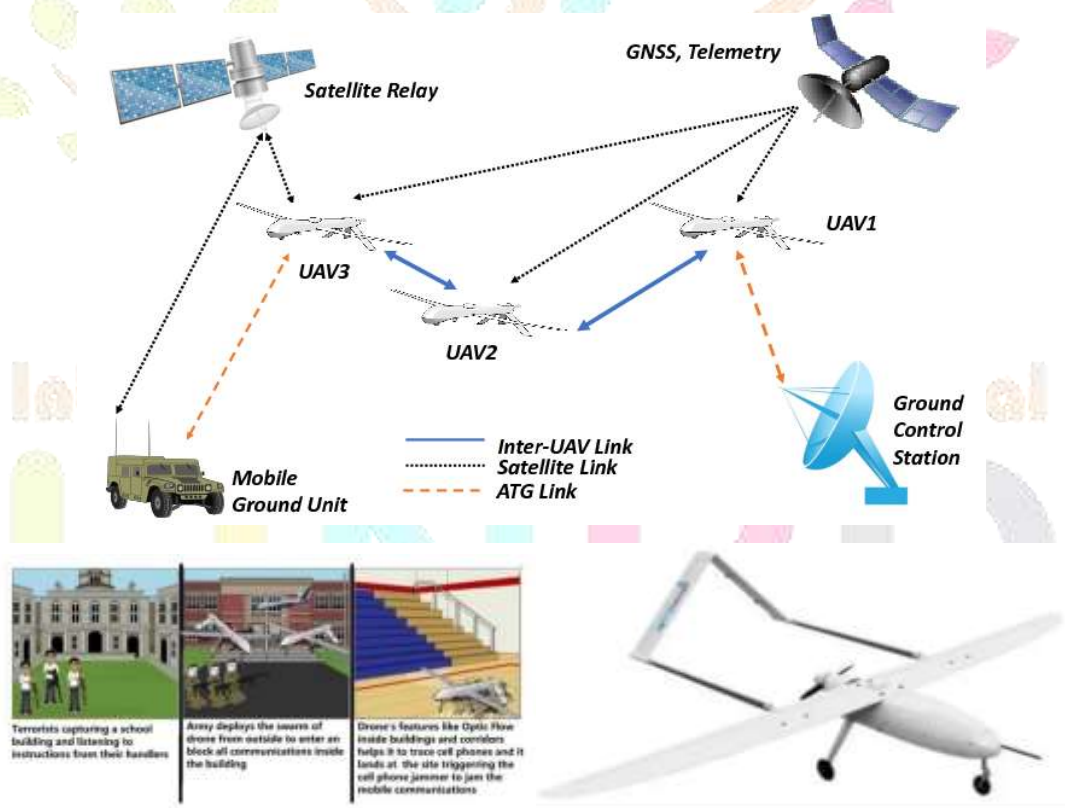 GNSS, Telemetry
Satellite Relay
UAV1
UAV3
UAV2
Ground
Control
Station
Inter-UAV Link
Satellite Link
ATG Link
Mobile
Ground Unit
Terrorists capturing a school
building and listening to
instructions from their handlers
Army deploys the swarm of
drone from outside to enter an
block all communications inside
the building
Drone's features like Optic Flow
inside buildings and corridors
helps it to trace cell phones and it
lands at the site triggerring the
cell phone jammer to jam the
mobile communications